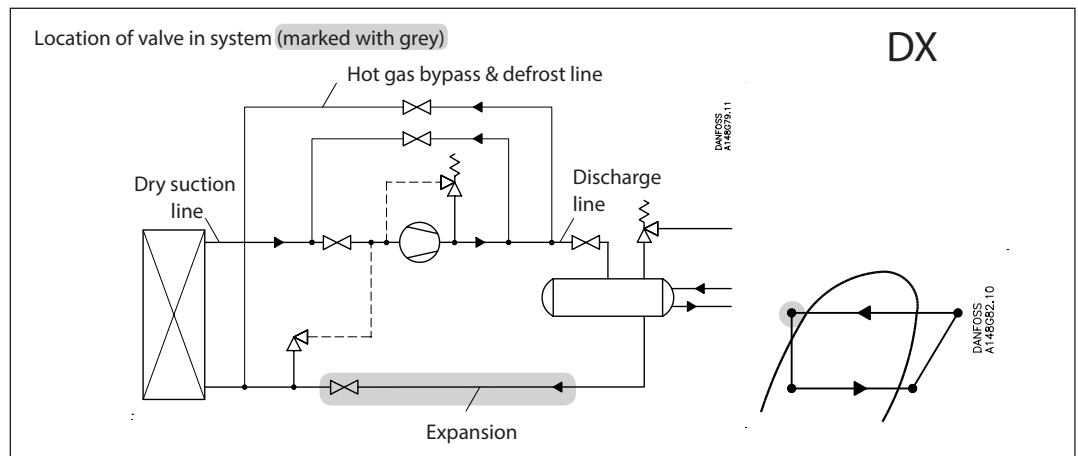 Location of valve in system (marked with grey)
DX
Hot gas bypass & defrost line
DANFOSS
A148G79.11
Dry suction
line
Discharge
line
DANFOSS
A148G82.10
Expansion